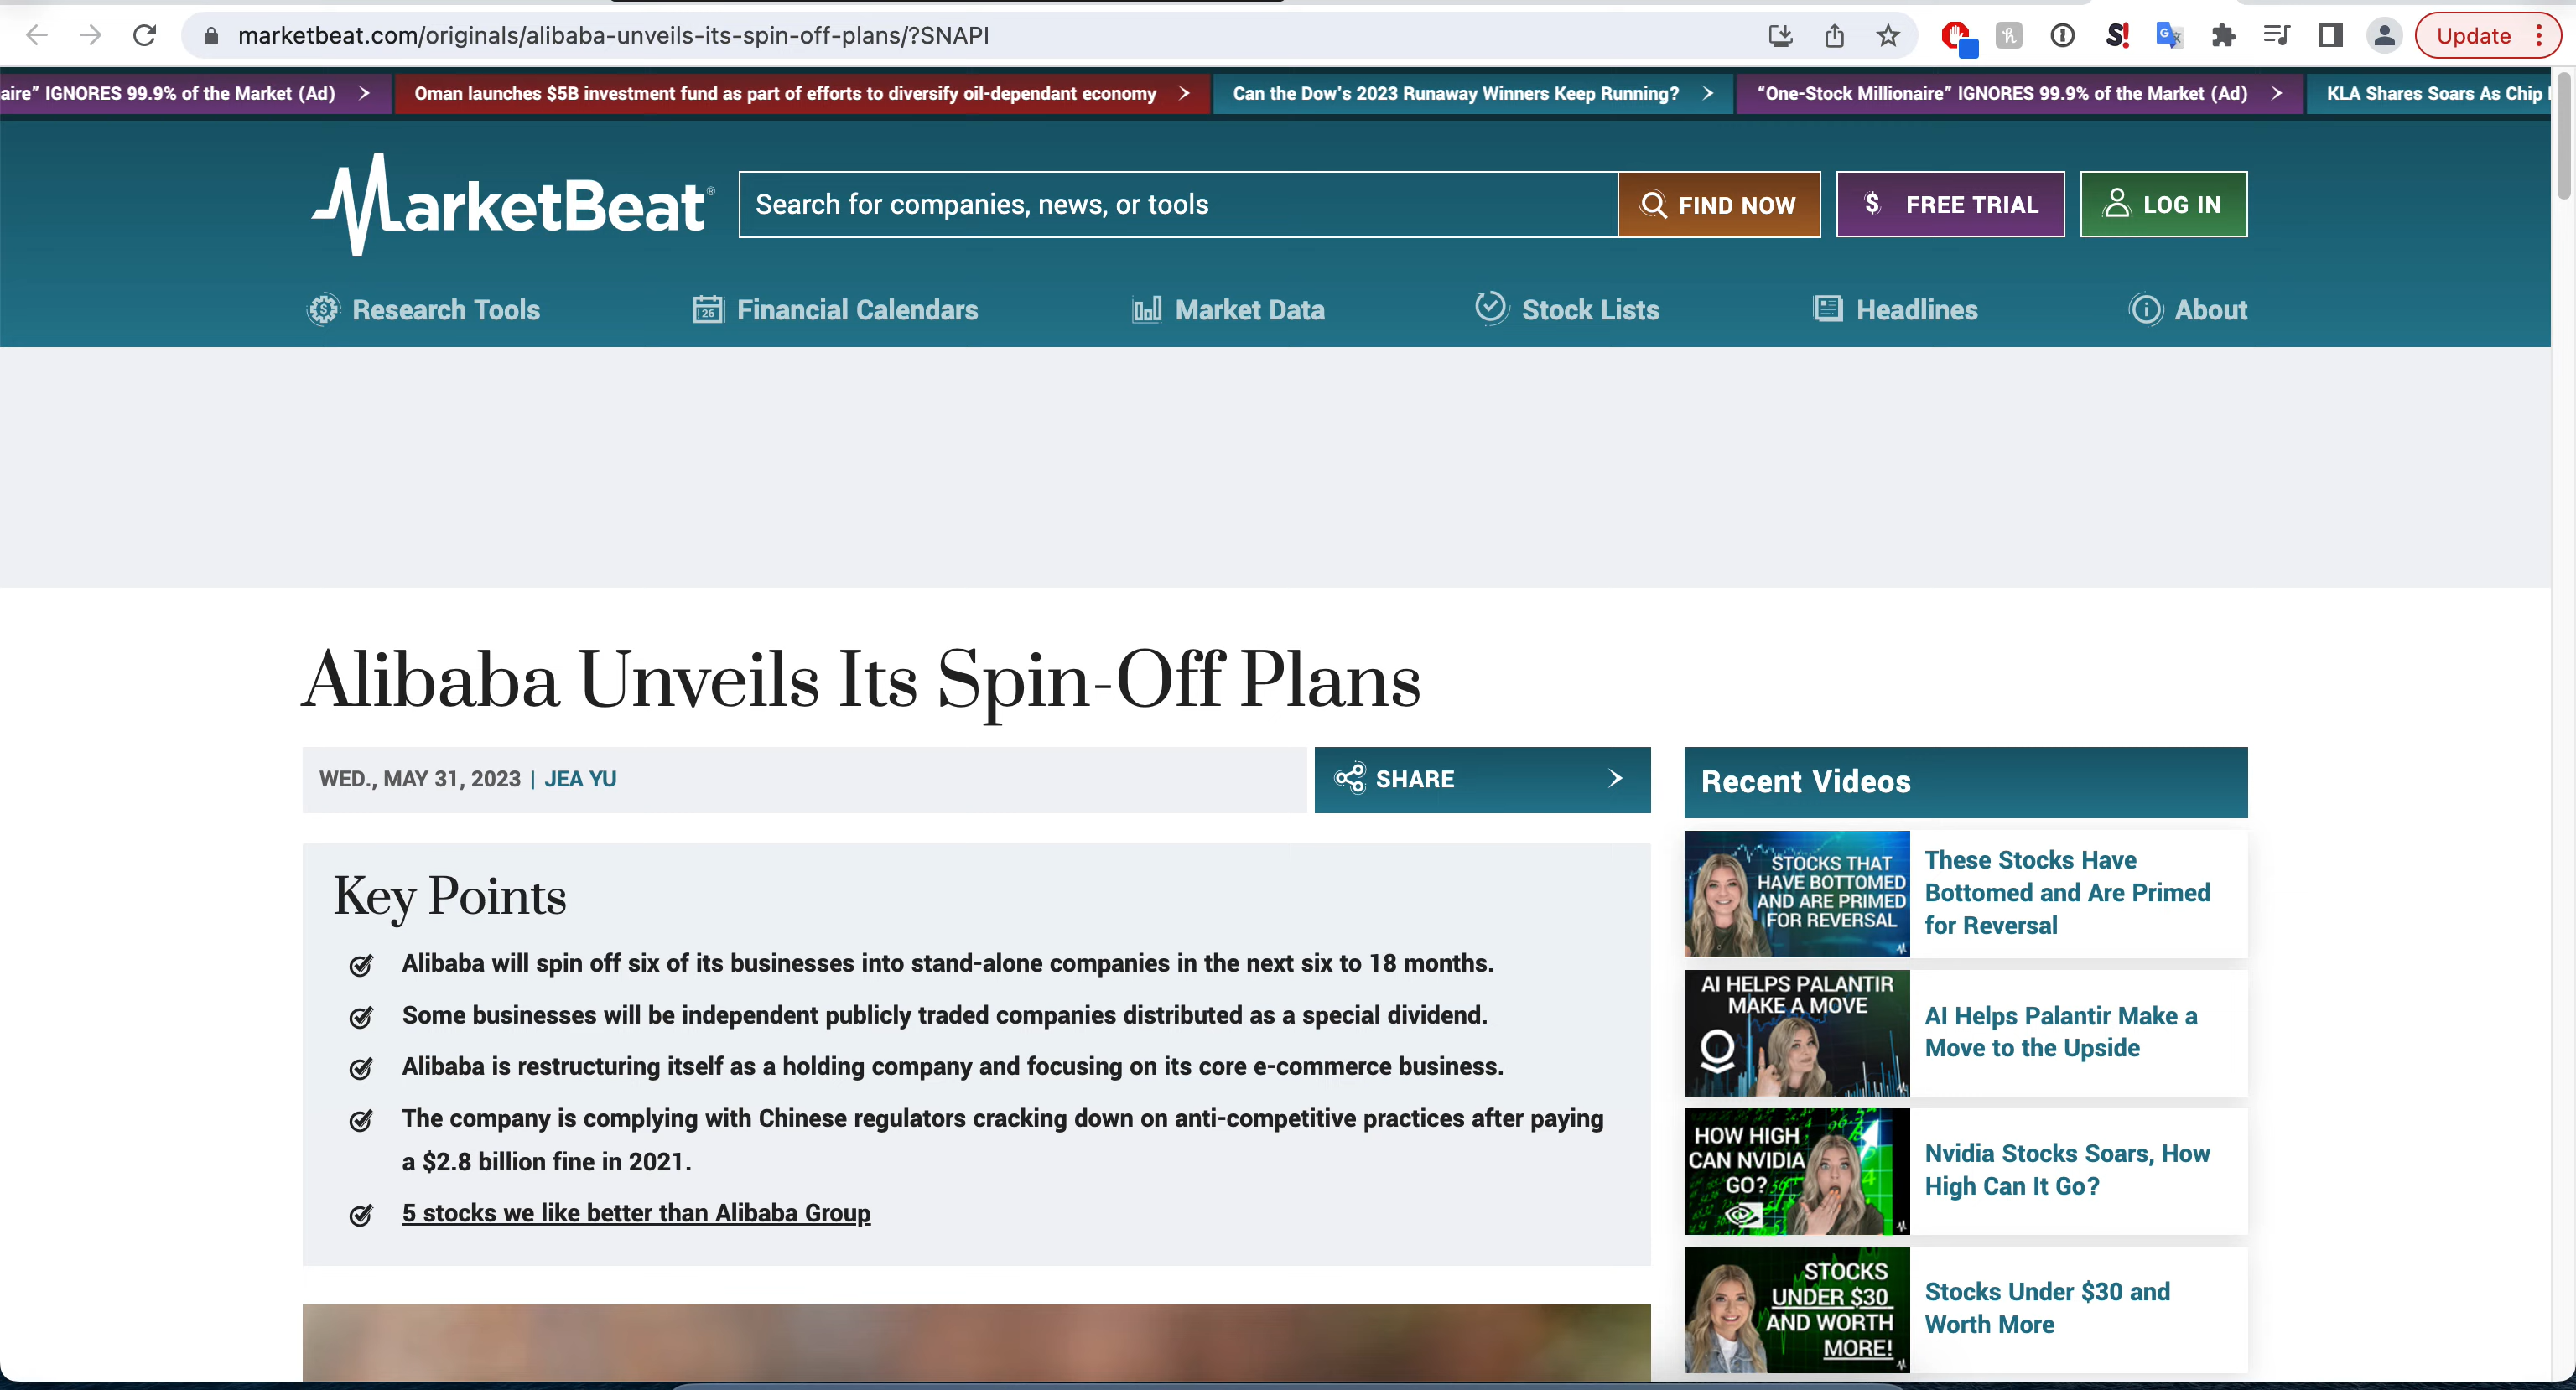 marketbeat.com/originals/alibaba-unveils-its-spin-off-plans/?SNAPI
Update
aire” IGNORES 99.9% of the Market (Ad)
Oman launches $5B investment fund as part of efforts to diversify oil-dependant economy
Can the Dow’s 2023 Runaway Winners Keep Running?
“One-Stock Millionaire” IGNORES 99.9% of the Market (Ad)
KLA Shares Soars As Chip
MarketBeat®
Search for companies, news, or tools
FIND NOW
$ FREE TRIAL
LOG IN
Research Tools
26 Financial Calendars
Market Data
Stock Lists
Headlines
About
Alibaba Unveils Its Spin-Off Plans
WED., MAY 31, 2023 | JEA YU
SHARE
Key Points
Alibaba will spin off six of its businesses into stand-alone companies in the next six to 18 months.
Some businesses will be independent publicly traded companies distributed as a special dividend.
Alibaba is restructuring itself as a holding company and focusing on its core e-commerce business.
The company is complying with Chinese regulators cracking down on anti-competitive practices after paying
a $2.8 billion fine in 2021.
5 stocks we like better than Alibaba Group
Recent Videos
STOCKS THAT
HAVE BOTTOMED
AND ARE PRIMED
FOR REVERSAL
These Stocks Have
Bottomed and Are Primed
for Reversal
AI HELPS PALANTIR
MAKE A MOVE
AI Helps Palantir Make a
Move to the Upside
HOW HIGH
CAN NVIDIA
GO?
Nvidia Stocks Soars, How
High Can It Go?
STOCKS
UNDER $30
AND WORTH
MORE!
Stocks Under $30 and
Worth More